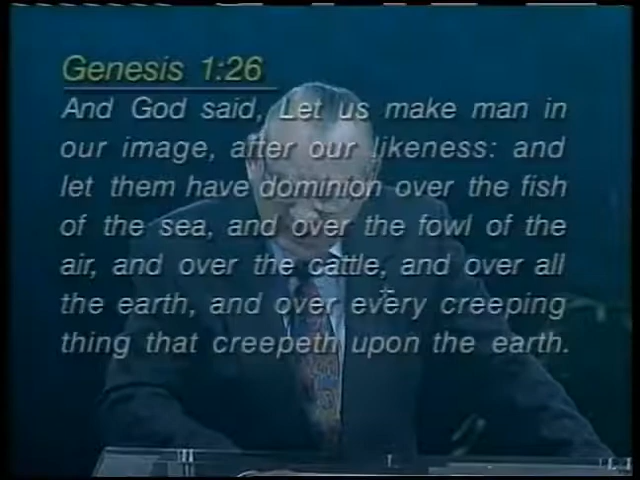 Genesis 1:26
And God said, Let us make man in
our image, after our likeness: and
let them have dominion over the fish
of the sea, and over the fowl of the
air, and over the cattle, and over all
the earth, and over every creeping
thing that creepeth upon the earth.